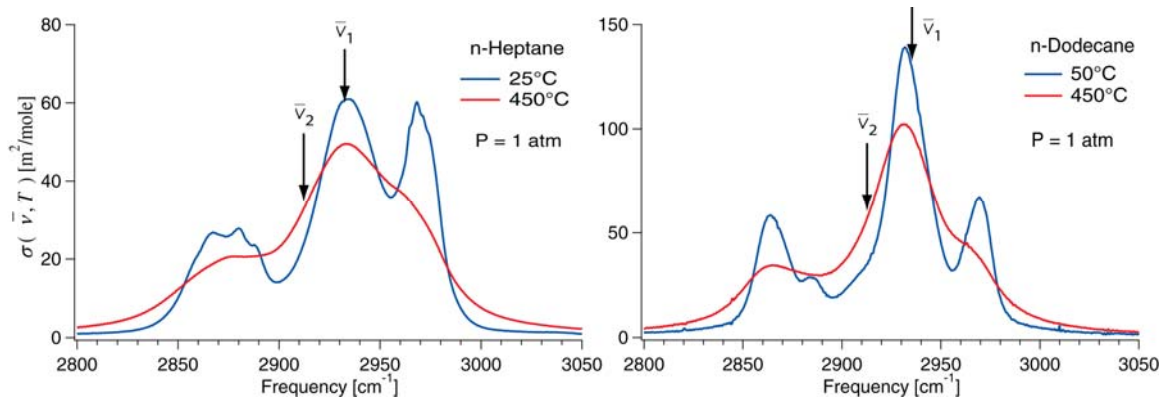 80
60
40
20
0
σ( ν̅, T ) [m²/mole]
ν̅₁
ν̅₂
n-Heptane
25°C
450°C
P = 1 atm
2800 2850 2900 2950 3000 3050
Frequency [cm⁻¹]
150
100
50
0
ν̅₁
ν̅₂
n-Dodecane
50°C
450°C
P = 1 atm
2800 2850 2900 2950 3000 3050
Frequency [cm⁻¹]